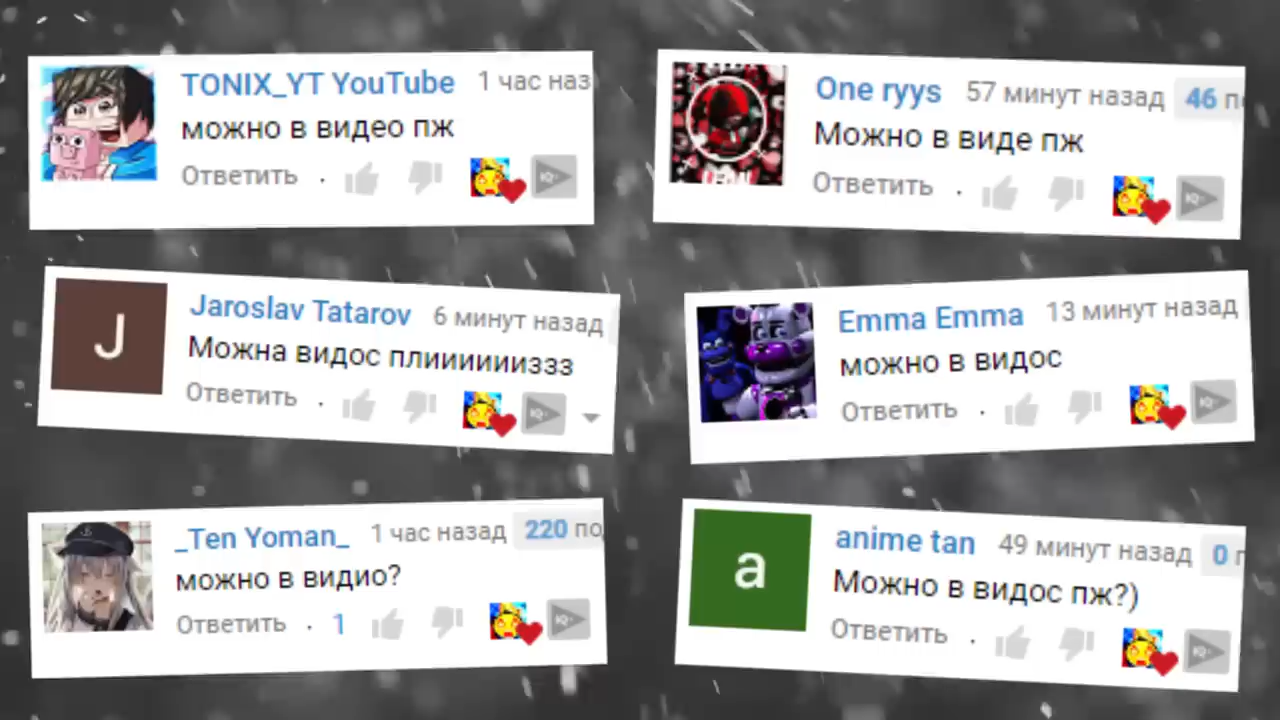 TONIX_YT YouTube 1 час наз
можно в видео пж
Ответить
One ryys 57 минут назад 46 п
Можно в виде пж
Ответить
J
Jaroslav Tatarov 6 минут назад
Можна видос плииииииззз
Ответить
Emma Emma 13 минут назад
можно в видос
Ответить
_Ten Yoman_ 1 час назад 220 по
можно в видио?
Ответить · 1
a
anime tan 49 минут назад 0 п
Можно в видос пж?)
Ответить